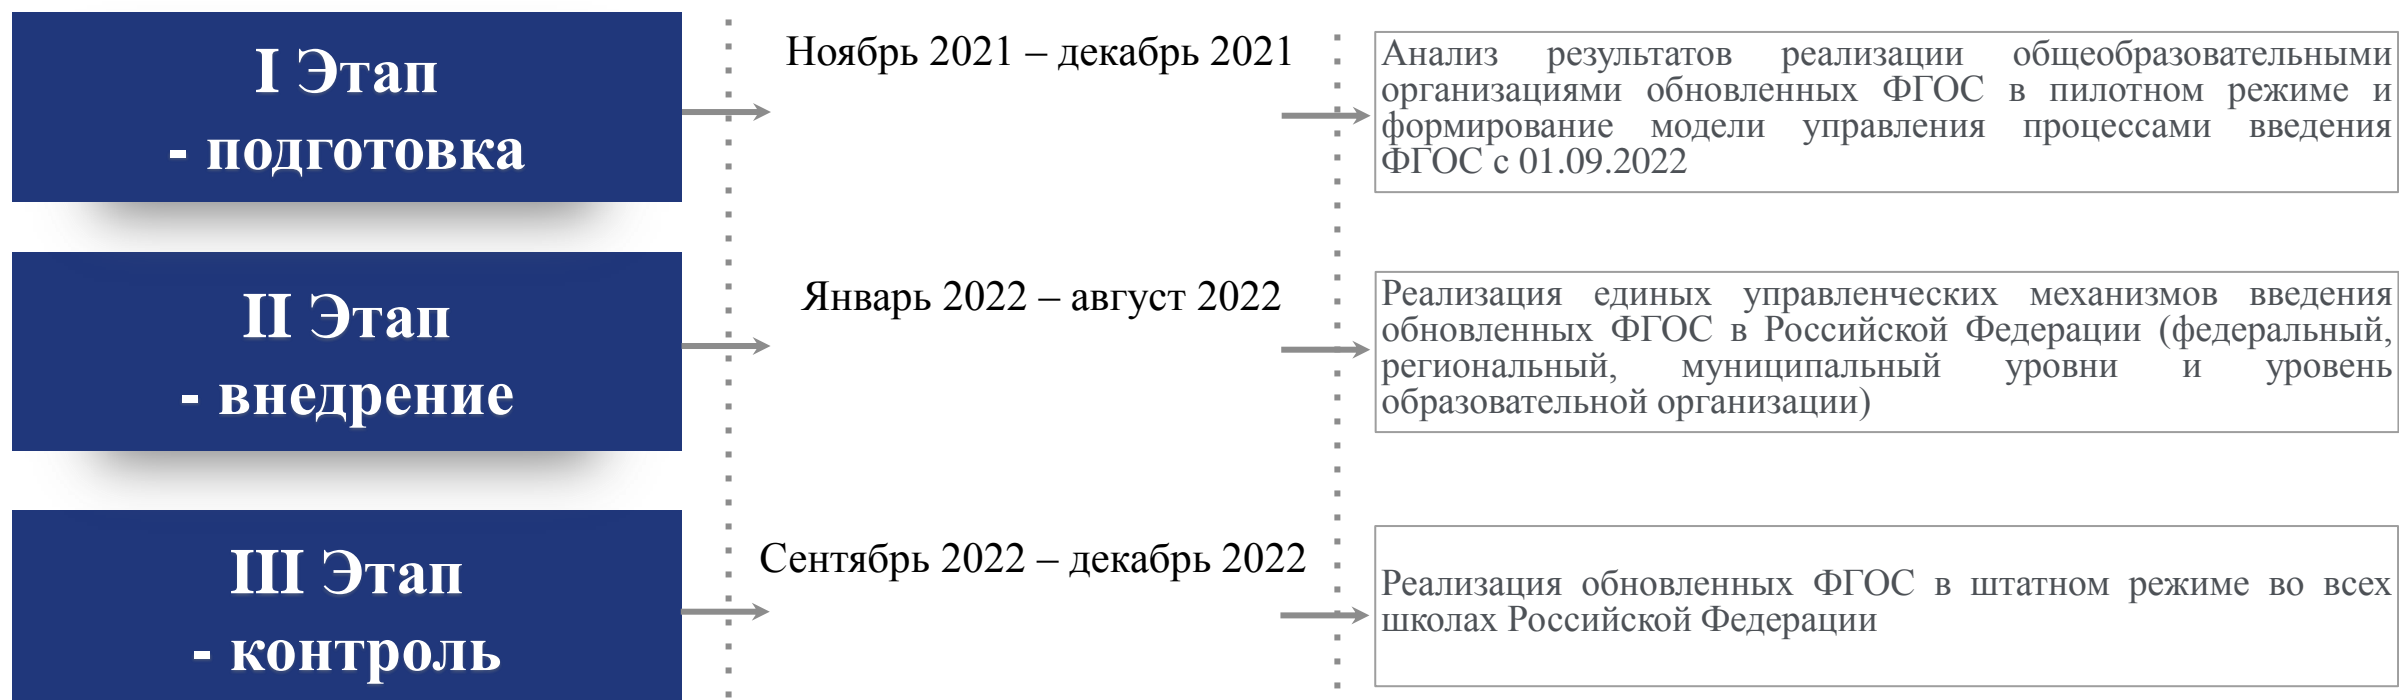 I Этап
- подготовка
Ноябрь 2021 – декабрь 2021
Анализ результатов реализации общеобразовательными
организациями обновленных ФГОС в пилотном режиме и
формирование модели управления процессами введения
ФГОС с 01.09.2022
II Этап
- внедрение
Январь 2022 – август 2022
Реализация единых управленческих механизмов введения
обновленных ФГОС в Российской Федерации (федеральный,
региональный, муниципальный уровни и уровень
образовательной организации)
III Этап
- контроль
Сентябрь 2022 – декабрь 2022
Реализация обновленных ФГОС в штатном режиме во всех
школах Российской Федерации